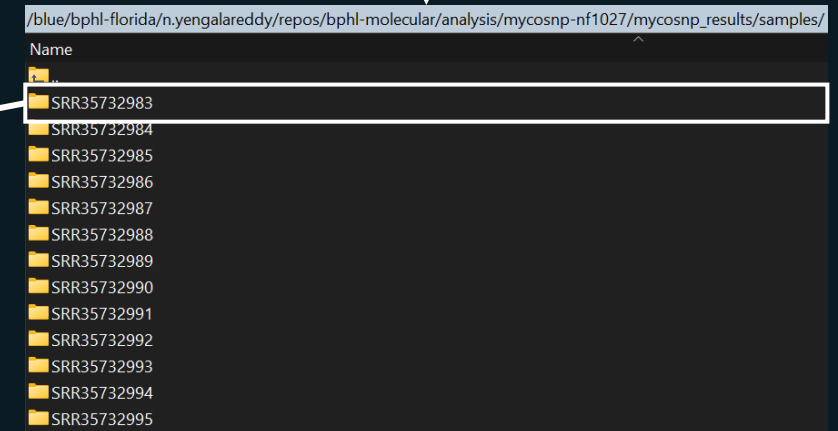 /blue/bphl-florida/n.yengalareddy/repos/bphl-molecular/analysis/mycosnp-nf1027/mycosnp_results/samples/
Name
..
SRR35732983
SRR35732984
SRR35732985
SRR35732986
SRR35732987
SRR35732988
SRR35732989
SRR35732990
SRR35732991
SRR35732992
SRR35732993
SRR35732994
SRR35732995